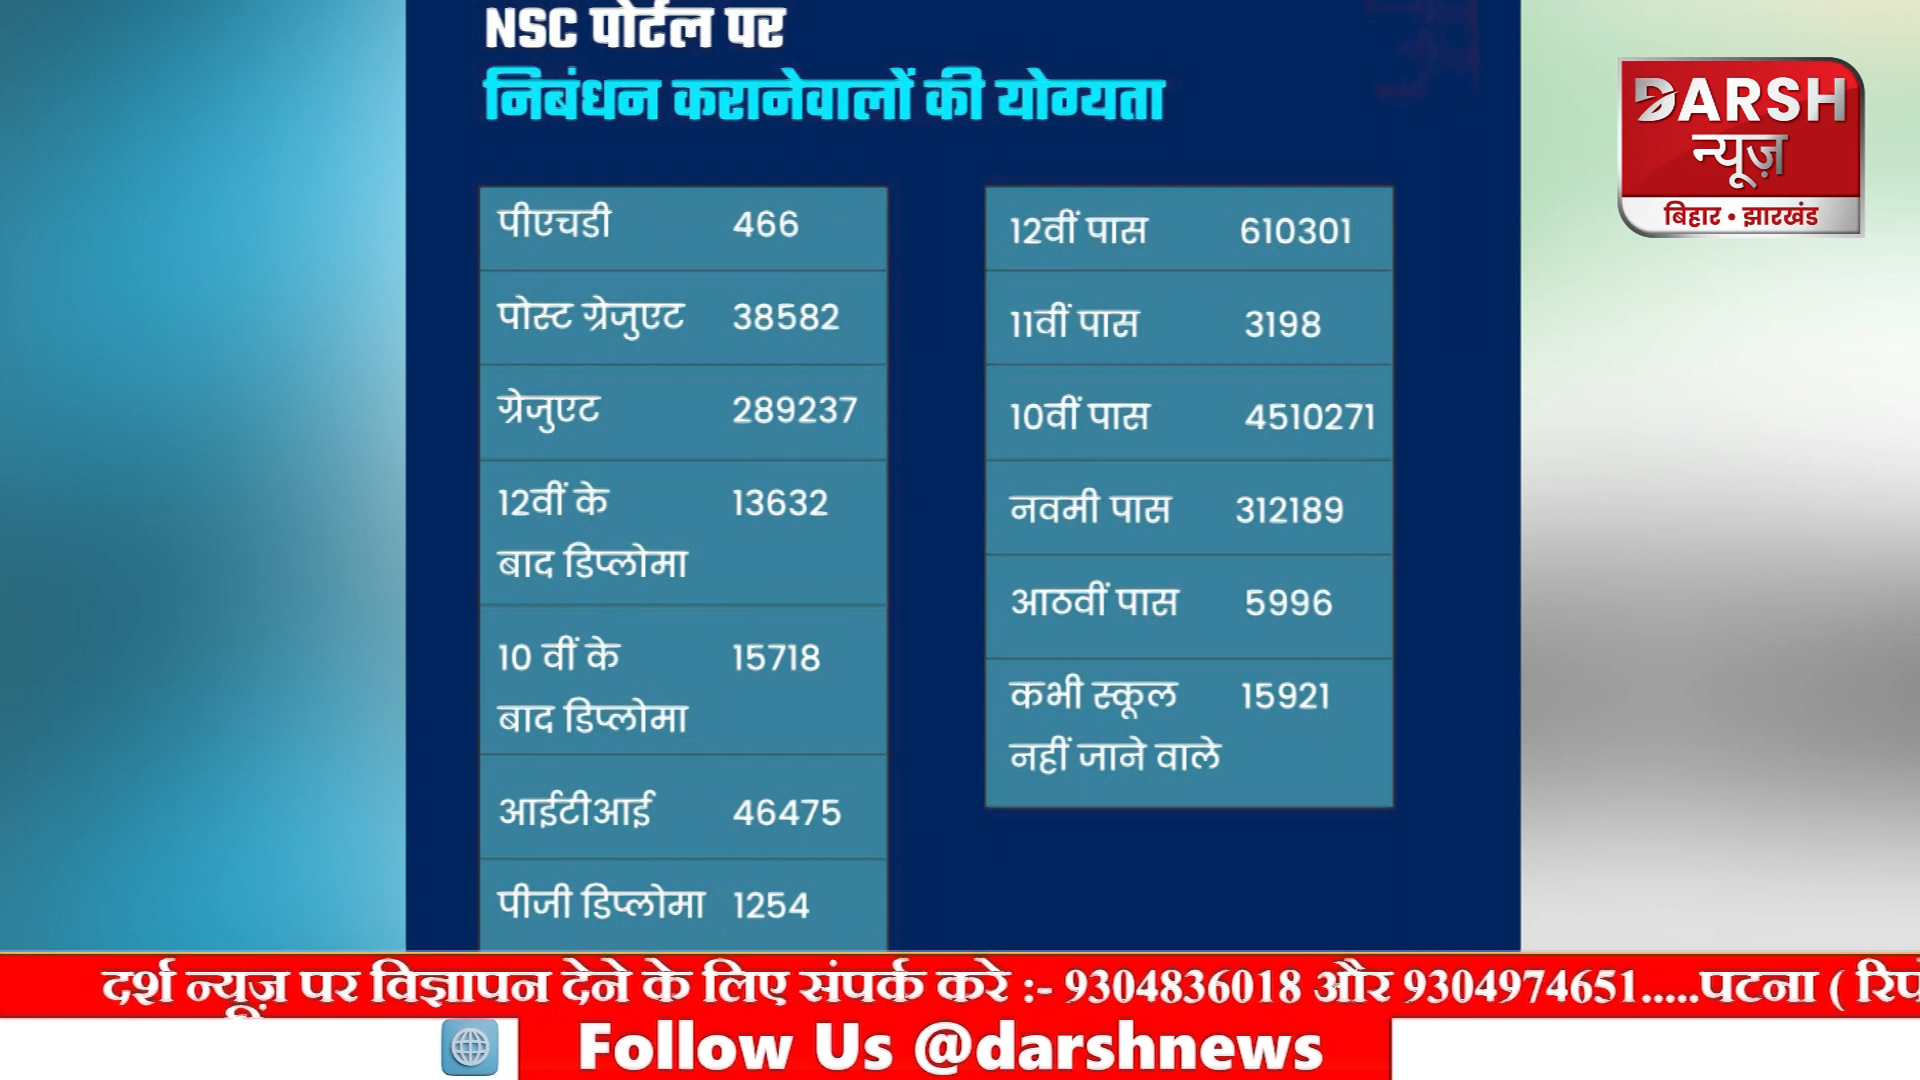 NSC पोर्टल पर
निबंधन करानेवालों की योग्यता
पीएचडी 466
पोस्ट ग्रेजुएट 38582
ग्रेजुएट 289237
12वीं के 13632
बाद डिप्लोमा
10 वीं के 15718
बाद डिप्लोमा
आईटीआई 46475
पीजी डिप्लोमा 1254
12वीं पास 610301
11वीं पास 3198
10वीं पास 4510271
नवमी पास 312189
आठवीं पास 5996
कभी स्कूल 15921
नहीं जाने वाले
DARSH
न्यूज़
बिहार • झारखंड
दर्श न्यूज़ पर विज्ञापन देने के लिए संपर्क करे :- 9304836018 और 9304974651.....पटना (
Follow Us @darshnews